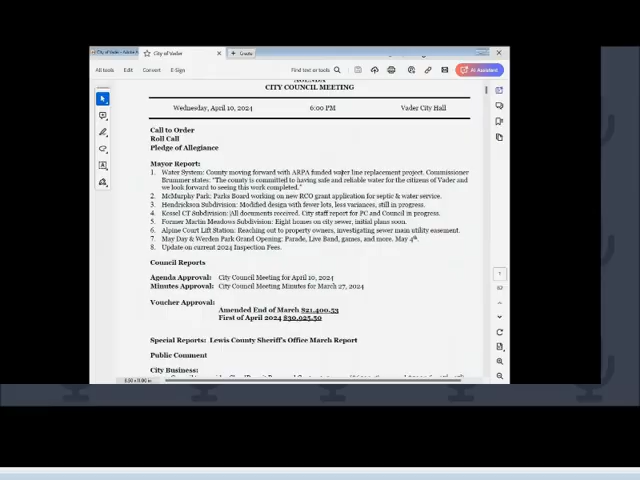 City of Vader
Create
All tools Edit Convert E-Sign Find text or tools AI Assistant
AGENDA
CITY COUNCIL MEETING
Wednesday, April 10, 2024 6:00 PM Vader City Hall
Call to Order
Roll Call
Pledge of Allegiance
Mayor Report:
1. Water System: County moving forward with ARPA funded water line replacement project. Commissioner
Brummer states: "The county is committed to having safe and reliable water for the citizens of Vader and
we look forward to seeing this work completed."
2. McMurphy Park: Parks Board working on new RCO grant application for septic & water service.
3. Hendrickson Subdivision: Modified design with fewer lots, less variances, still in progress.
4. Kessel CT Subdivision: All documents received. City staff report for PC and Council in progress.
5. Former Martin Meadows Subdivision: Eight homes on city sewer, initial plans soon.
6. Alpine Court Lift Station: Reaching out to property owners, investigating sewer main utility easement.
7. May Day & Werden Park Grand Opening: Parade, Live Band, games, and more. May 4th.
8. Update on current 2024 Inspection Fees.
Council Reports
Agenda Approval: City Council Meeting for April 10, 2024
Minutes Approval: City Council Meeting Minutes for March 27, 2024
Voucher Approval:
Amended End of March $21,400.53
First of April 2024 $30,025.50
Special Reports: Lewis County Sheriff's Office March Report
Public Comment
City Business: